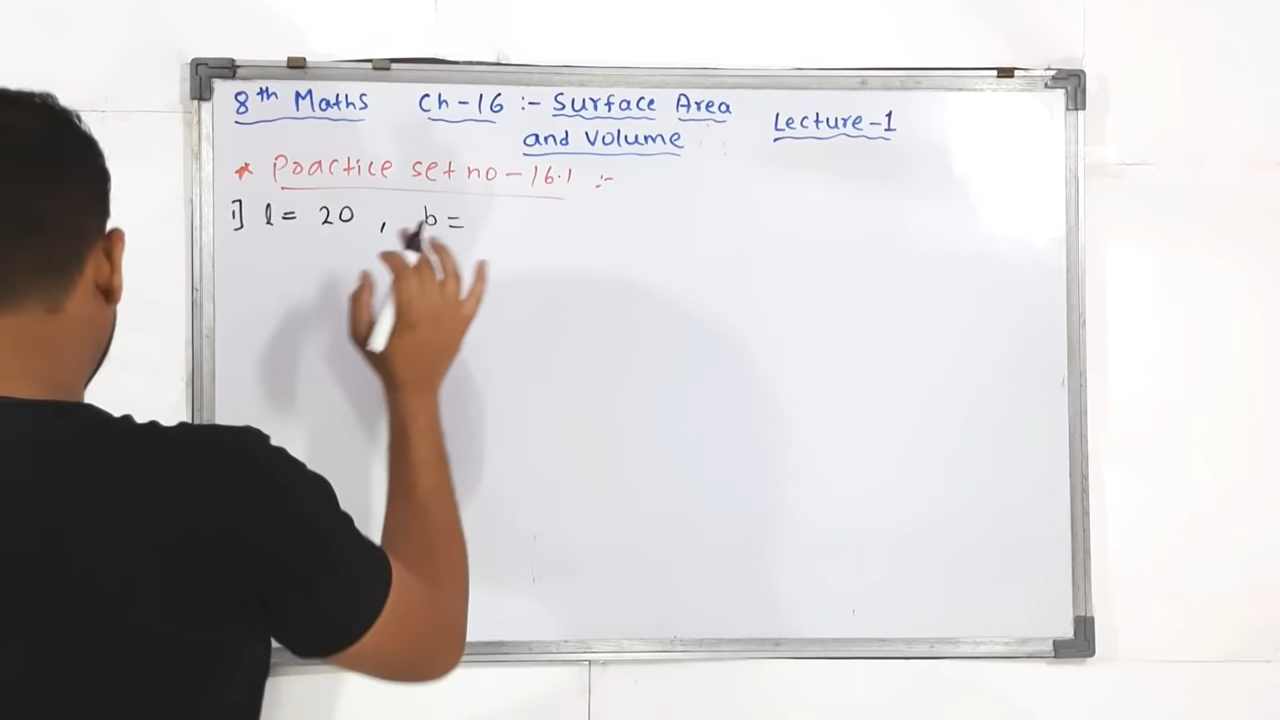 8th Maths Ch-16 :- Surface Area
and Volume
Lecture-1
* Practice set no-16.1 :-
1] l= 20 , b=